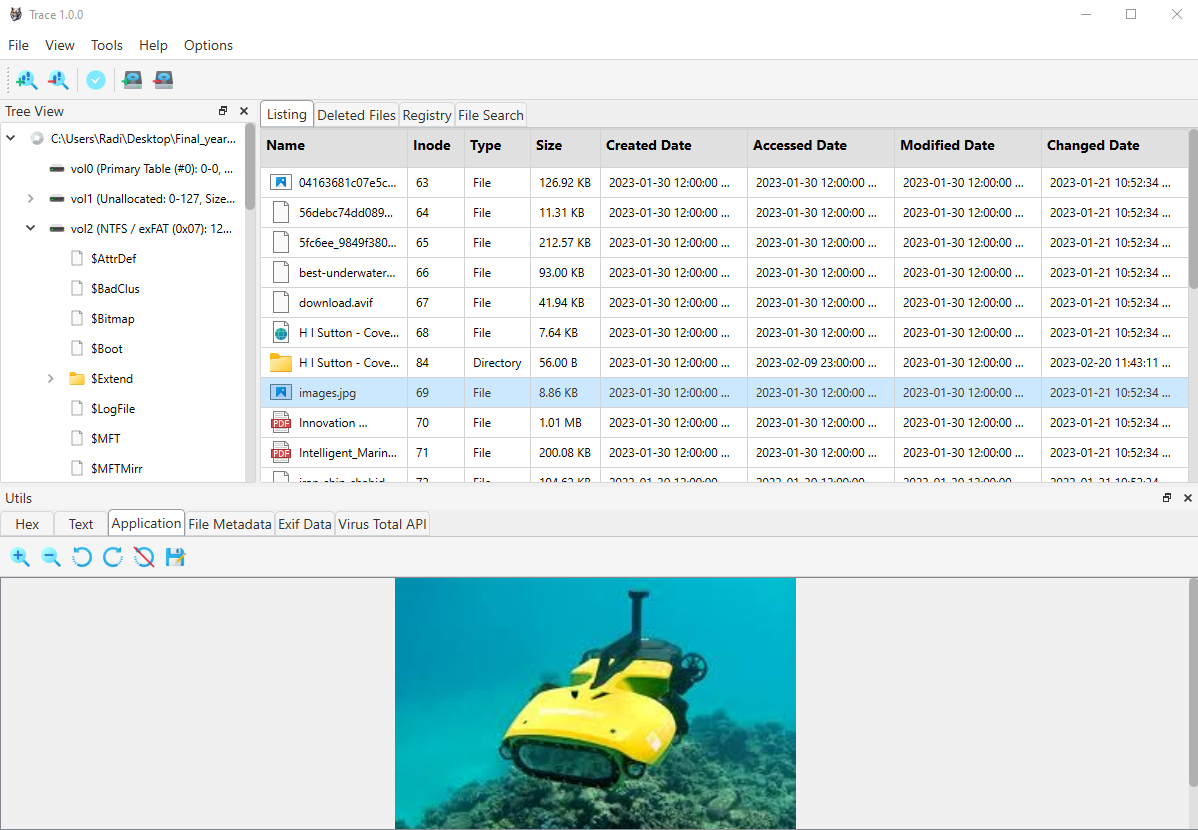 Trace 1.0.0
File View Tools Help Options
Tree View
C:\Users\Radi\Desktop\Final_year...
vol0 (Primary Table (#0): 0-0, ...
vol1 (Unallocated: 0-127, Size...
vol2 (NTFS / exFAT (0x07): 12...
$AttrDef
$BadClus
$Bitmap
$Boot
$Extend
$LogFile
$MFT
$MFTMirr
Listing Deleted Files Registry File Search
Name Inode Type Size Created Date Accessed Date Modified Date Changed Date
04163681c07e5c... 63 File 126.92 KB 2023-01-30 12:00:00 ... 2023-01-30 12:00:00 ... 2023-01-30 12:00:00 ... 2023-01-21 10:52:34 ...
56debc74dd089... 64 File 11.31 KB 2023-01-30 12:00:00 ... 2023-01-30 12:00:00 ... 2023-01-30 12:00:00 ... 2023-01-21 10:52:34 ...
5fc6ee_9849f380... 65 File 212.57 KB 2023-01-30 12:00:00 ... 2023-01-30 12:00:00 ... 2023-01-30 12:00:00 ... 2023-01-21 10:52:34 ...
best-underwater... 66 File 93.00 KB 2023-01-30 12:00:00 ... 2023-01-30 12:00:00 ... 2023-01-30 12:00:00 ... 2023-01-21 10:52:34 ...
download.avif 67 File 41.94 KB 2023-01-30 12:00:00 ... 2023-01-30 12:00:00 ... 2023-01-30 12:00:00 ... 2023-01-21 10:52:34 ...
H I Sutton - Cove... 68 File 7.64 KB 2023-01-30 12:00:00 ... 2023-01-30 12:00:00 ... 2023-01-30 12:00:00 ... 2023-01-21 10:52:34 ...
H I Sutton - Cove... 84 Directory 56.00 B 2023-01-30 12:00:00 ... 2023-02-09 23:00:00 ... 2023-01-30 12:00:00 ... 2023-02-20 11:43:11 ...
images.jpg 69 File 8.86 KB 2023-01-30 12:00:00 ... 2023-01-30 12:00:00 ... 2023-01-30 12:00:00 ... 2023-01-21 10:52:34 ...
PDF Innovation ... 70 File 1.01 MB 2023-01-30 12:00:00 ... 2023-01-30 12:00:00 ... 2023-01-30 12:00:00 ... 2023-01-21 10:52:34 ...
PDF Intelligent_Marin... 71 File 200.08 KB 2023-01-30 12:00:00 ... 2023-01-30 12:00:00 ... 2023-01-30 12:00:00 ... 2023-01-21 10:52:34 ...
Utils
Hex Text Application File Metadata Exif Data Virus Total API